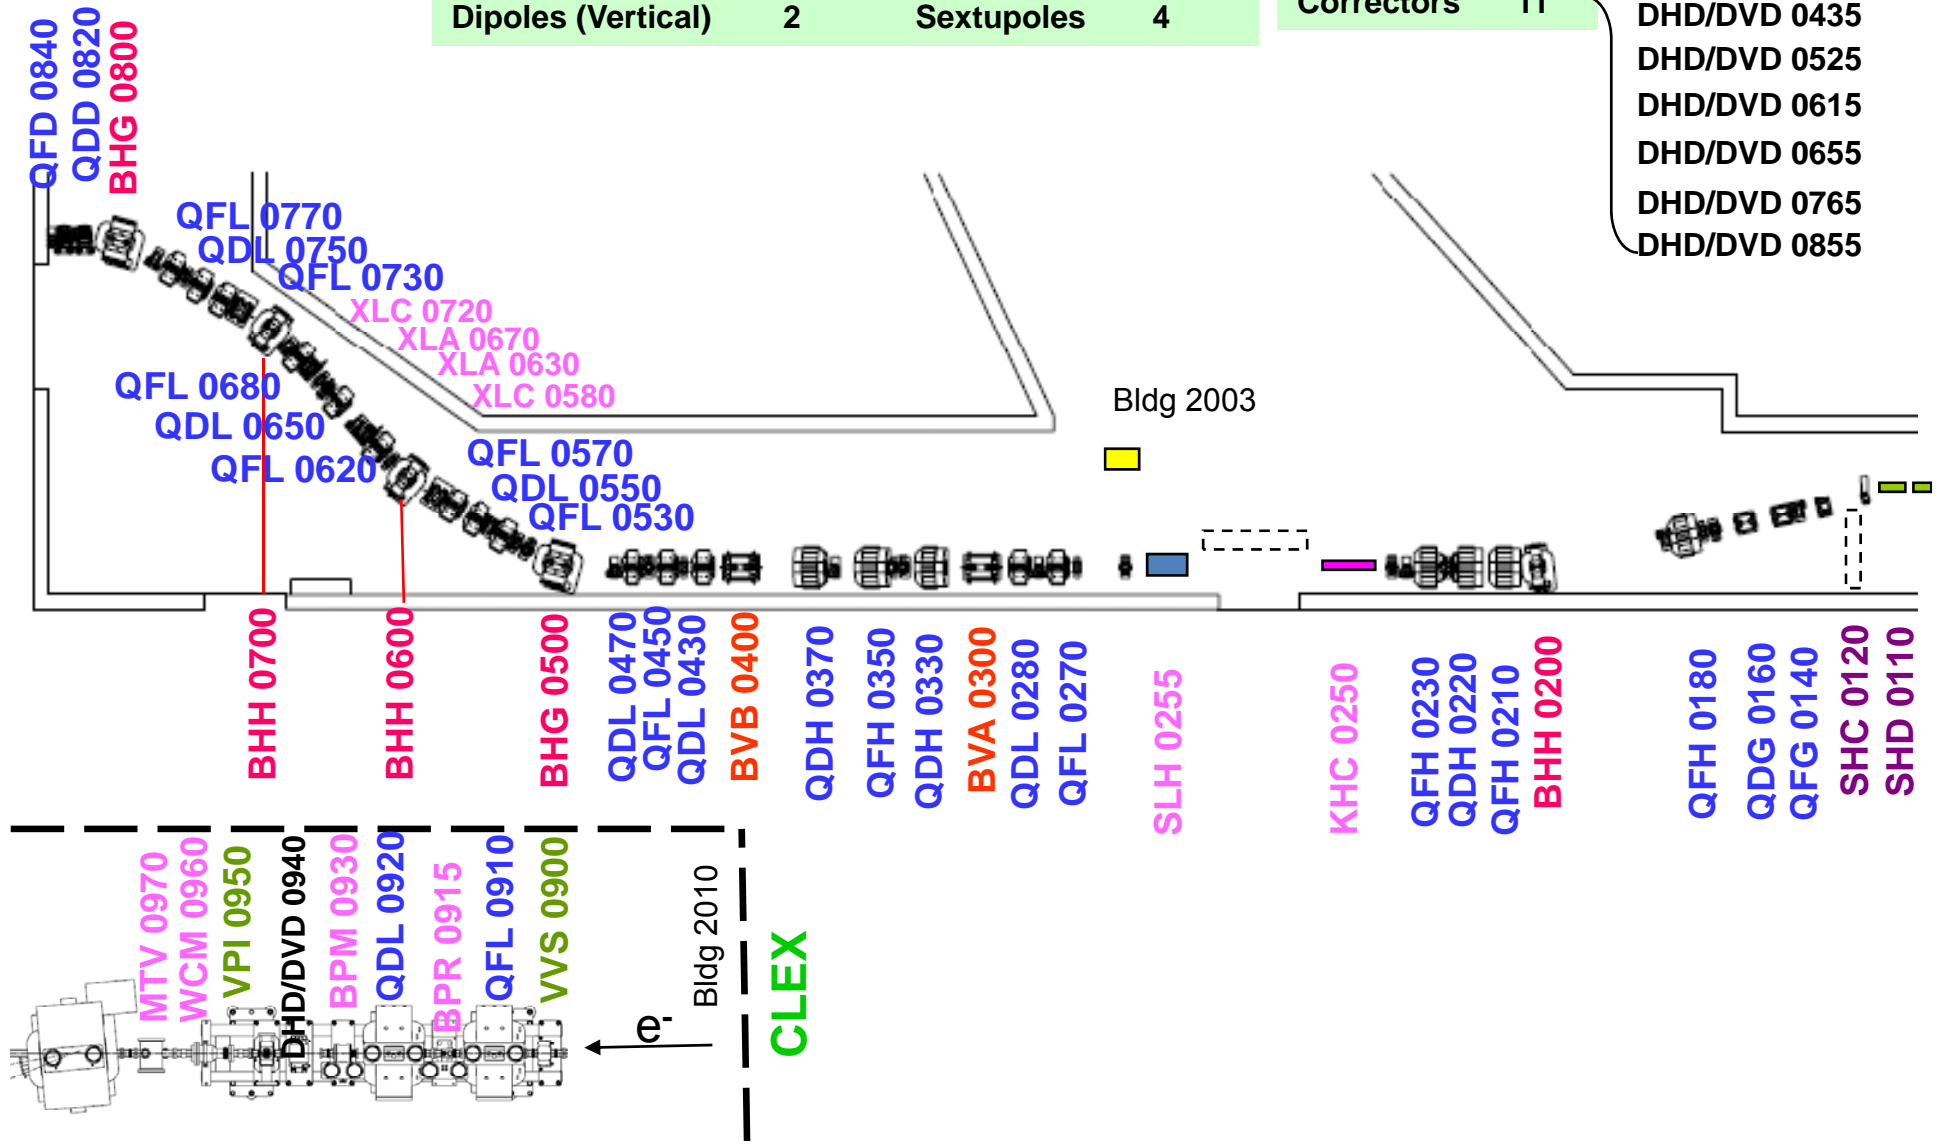 Dipoles (Vertical) 2 Sextupoles 4
Correctors 11
DHD/DVD 0435
DHD/DVD 0525
DHD/DVD 0615
DHD/DVD 0655
DHD/DVD 0765
DHD/DVD 0855
QFD 0840
QDD 0820
BHG 0800
QFL 0770
QDL 0750
QFL 0730
XLC 0720
XLA 0670
XLA 0630
XLC 0580
QFL 0680
QDL 0650
QFL 0620
QFL 0570
QDL 0550
QFL 0530
Bldg 2003
BHH 0700
BHH 0600
BHG 0500
QDL 0470
QFL 0450
QDL 0430
BVB 0400
QDH 0370
QFH 0350
QDH 0330
BVA 0300
QDL 0280
QFL 0270
SLH 0255
KHC 0250
QFH 0230
QDH 0220
QFH 0210
BHH 0200
QFH 0180
QDG 0160
QFG 0140
SHC 0120
SHD 0110
MTV 0970
WCM 0960
VPI 0950
DHD/DVD 0940
BPM 0930
QDL 0920
BPR 0915
QFL 0910
VVS 0900
Bldg 2010
CLEX
e-